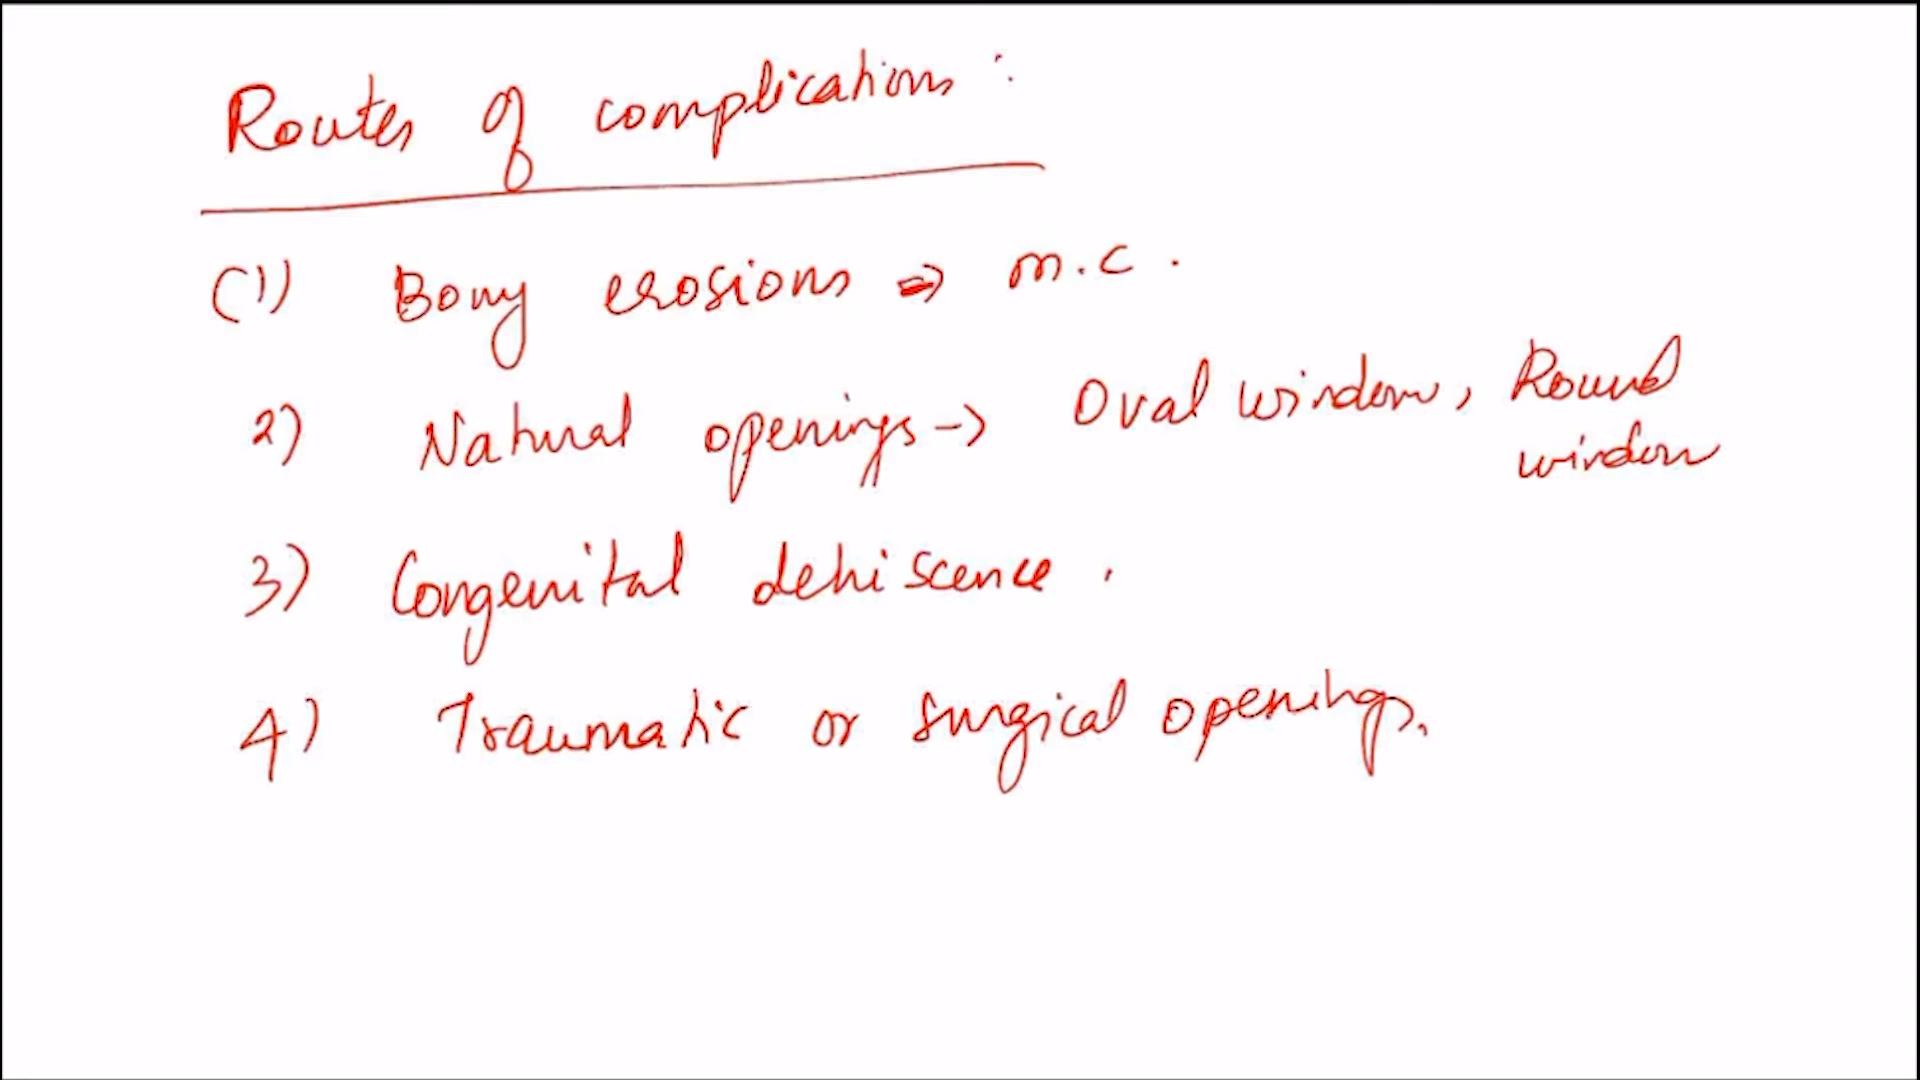 Routes of complications :
(1) Bony erosions ⇒ m.c.
2) Natural openings → Oval window, Round
window
3) Congenital dehiscence.
4) Traumatic or surgical openings.